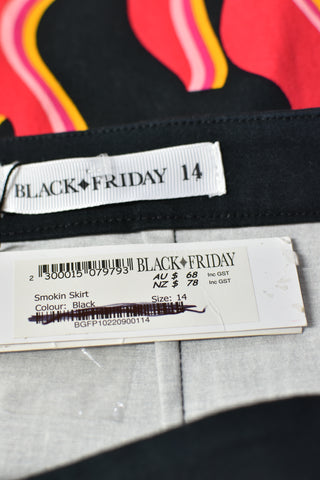 BLACK✦FRIDAY 14
2 300015 079793
BLACK✦FRIDAY
AU $ 68 Inc GST
NZ $ 78 Inc GST
Smokin Skirt
Colour: Black Size: 14
BGFP10220900114